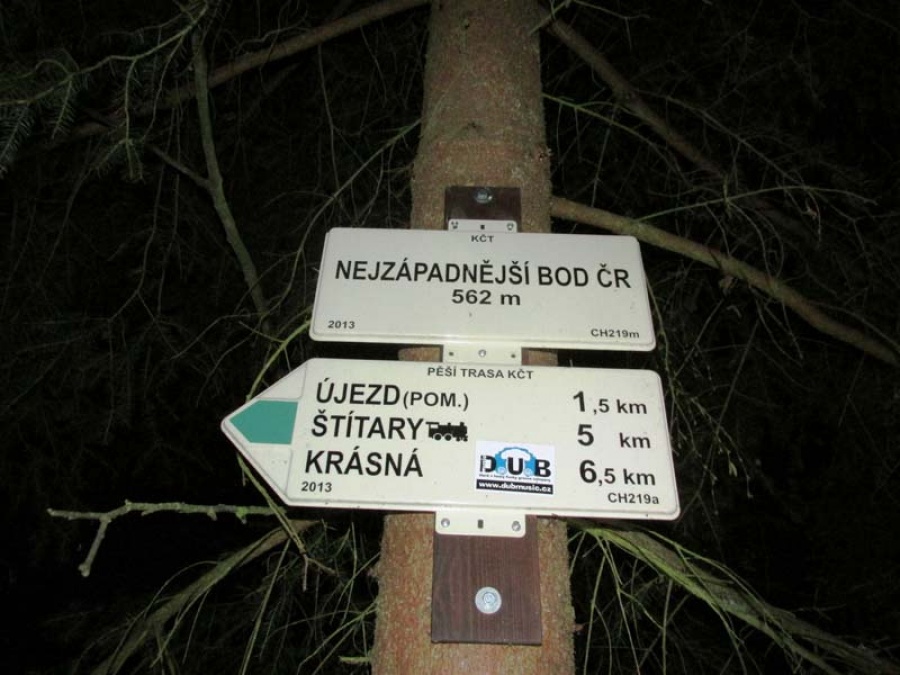 KČT
NEJZÁPADNĚJŠÍ BOD ČR
562 m
2013 CH219m
PĚŠÍ TRASA KČT
ÚJEZD (POM.) 1,5 km
ŠTÍTARY 5 km
KRÁSNÁ 6,5 km
DUB
www.dubmusic.cz
2013 CH219a